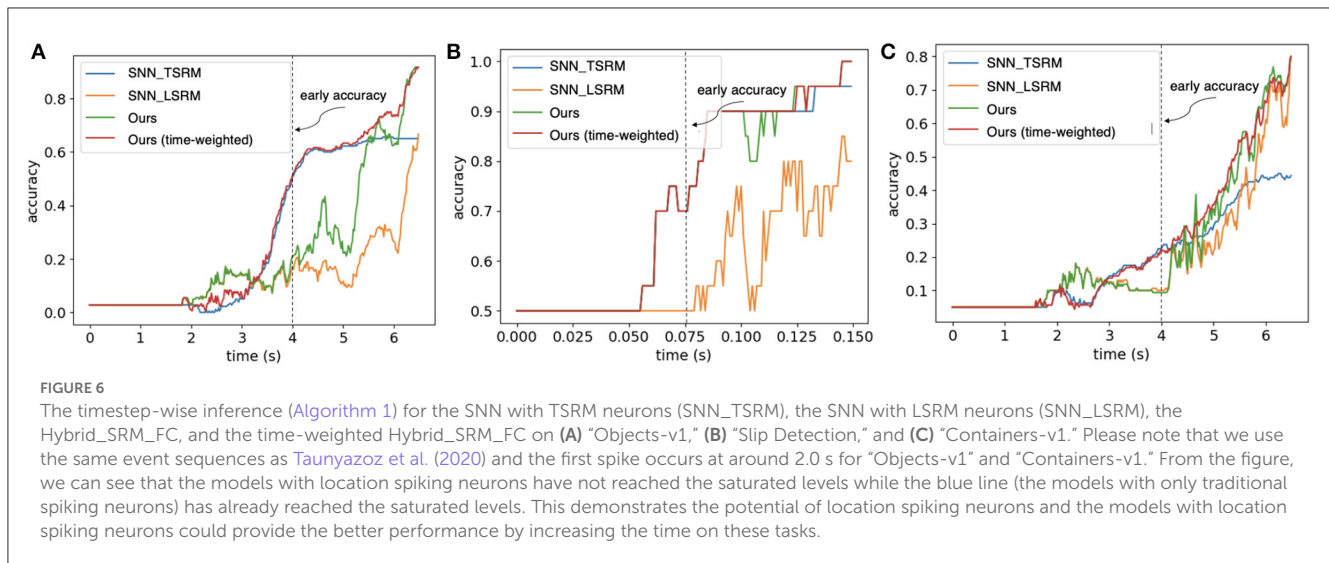 A
SNN_TSRM
SNN_LSRM
Ours
Ours (time-weighted)
early accuracy
accuracy
0.8
0.6
0.4
0.2
0.0
0 1 2 3 4 5 6
time (s)
B
SNN_TSRM
SNN_LSRM
Ours
Ours (time-weighted)
early accuracy
accuracy
1.0
0.9
0.8
0.7
0.6
0.5
0.000 0.025 0.050 0.075 0.100 0.125 0.150
time (s)
C
SNN_TSRM
SNN_LSRM
Ours
Ours (time-weighted)
early accuracy
accuracy
0.8
0.7
0.6
0.5
0.4
0.3
0.2
0.1
0 1 2 3 4 5 6
time (s)
FIGURE 6
The timestep-wise inference (Algorithm 1) for the SNN with TSRM neurons (SNN_TSRM), the SNN with LSRM neurons (SNN_LSRM), the
Hybrid_SRM_FC, and the time-weighted Hybrid_SRM_FC on (A) “Objects-v1,” (B) “Slip Detection,” and (C) “Containers-v1.” Please note that we use
the same event sequences as Taunyazoz et al. (2020) and the first spike occurs at around 2.0 s for “Objects-v1” and “Containers-v1.” From the figure,
we can see that the models with location spiking neurons have not reached the saturated levels while the blue line (the models with only traditional
spiking neurons) has already reached the saturated levels. This demonstrates the potential of location spiking neurons and the models with location
spiking neurons could provide the better performance by increasing the time on these tasks.